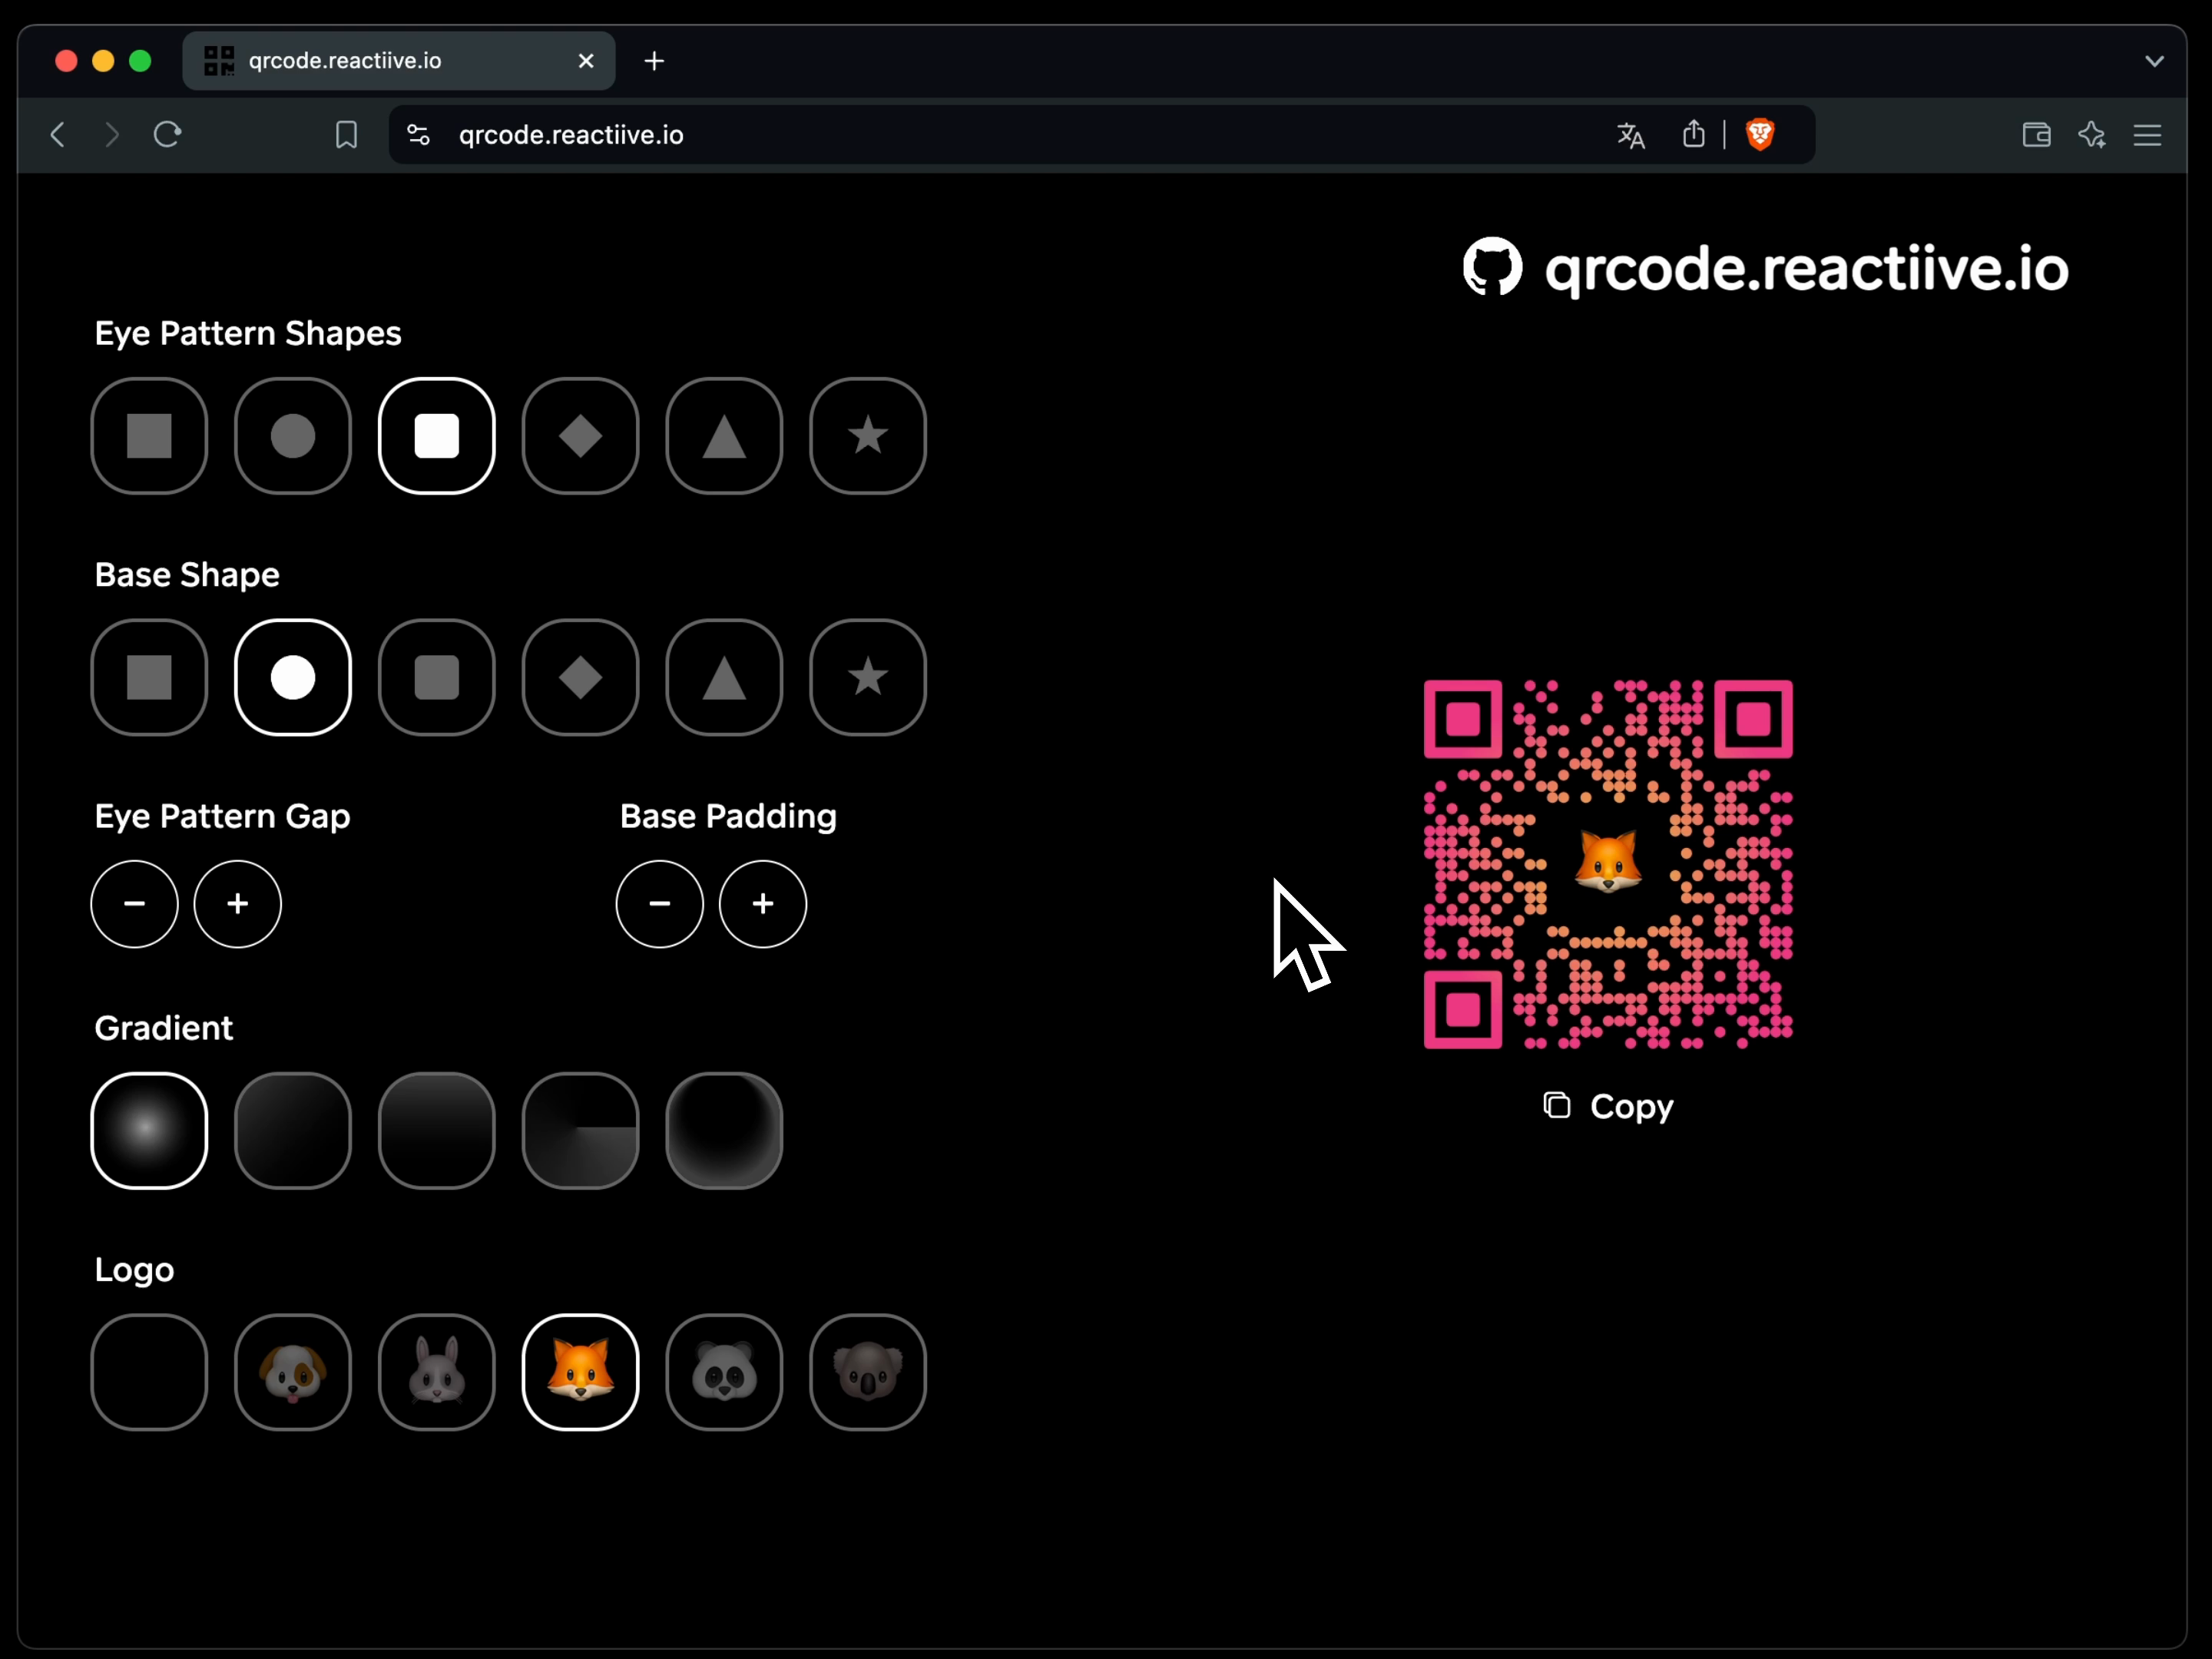 qrcode.reactiive.io
qrcode.reactiive.io
qrcode.reactiive.io
Eye Pattern Shapes
Base Shape
Eye Pattern Gap
Base Padding
Gradient
Logo
Copy